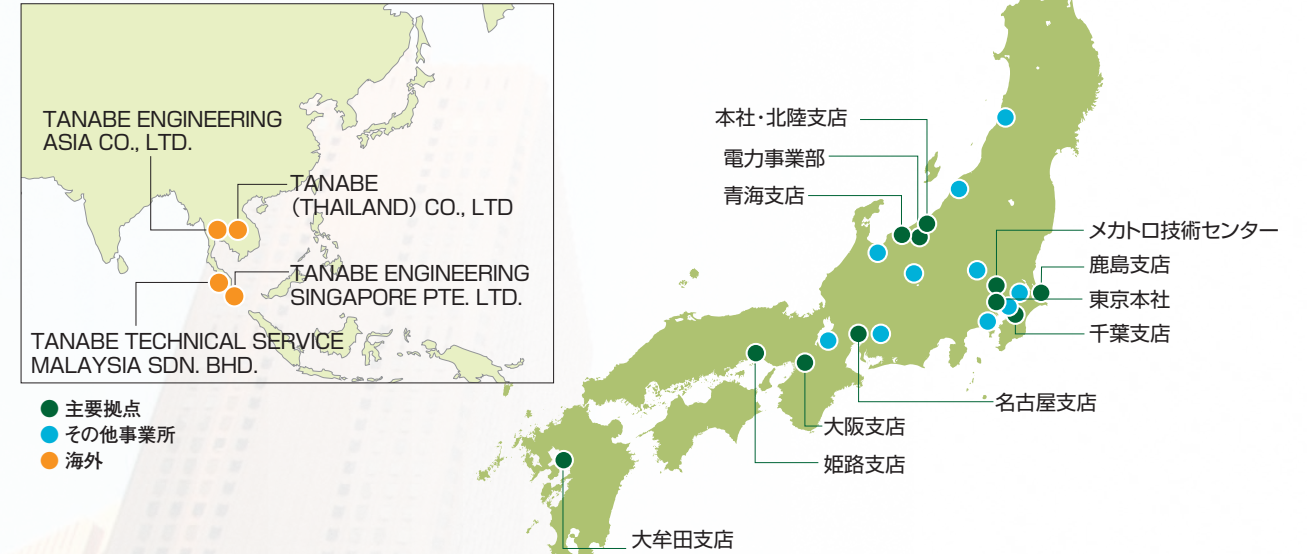 TANABE ENGINEERING
ASIA CO., LTD.
TANABE
(THAILAND) CO., LTD
TANABE ENGINEERING
SINGAPORE PTE. LTD.
TANABE TECHNICAL SERVICE
MALAYSIA SDN. BHD.
主要拠点
その他事業所
海外
本社・北陸支店
電力事業部
青海支店
メカトロ技術センター
鹿島支店
東京本社
千葉支店
名古屋支店
大阪支店
姫路支店
大牟田支店